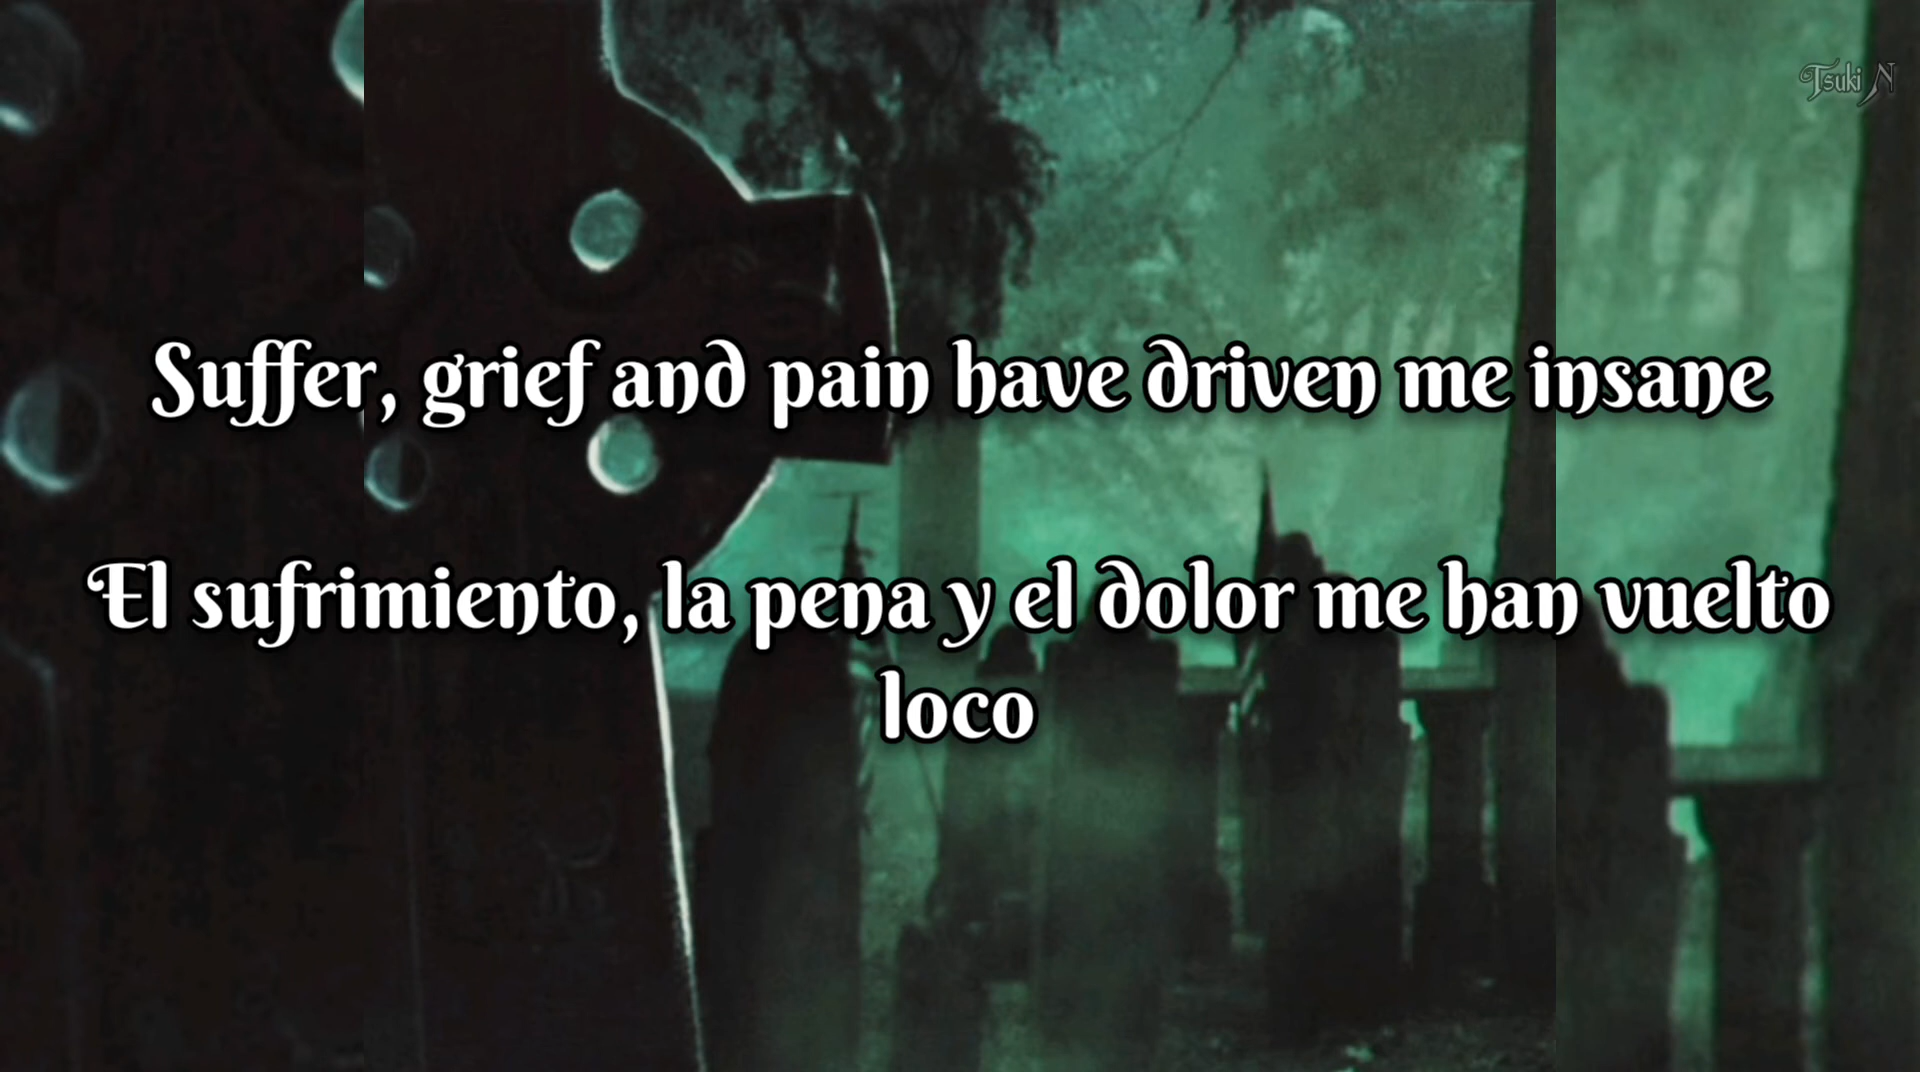 Tsuki N
Suffer, grief and pain have driven me insane
El sufrimiento, la pena y el dolor me han vuelto
loco